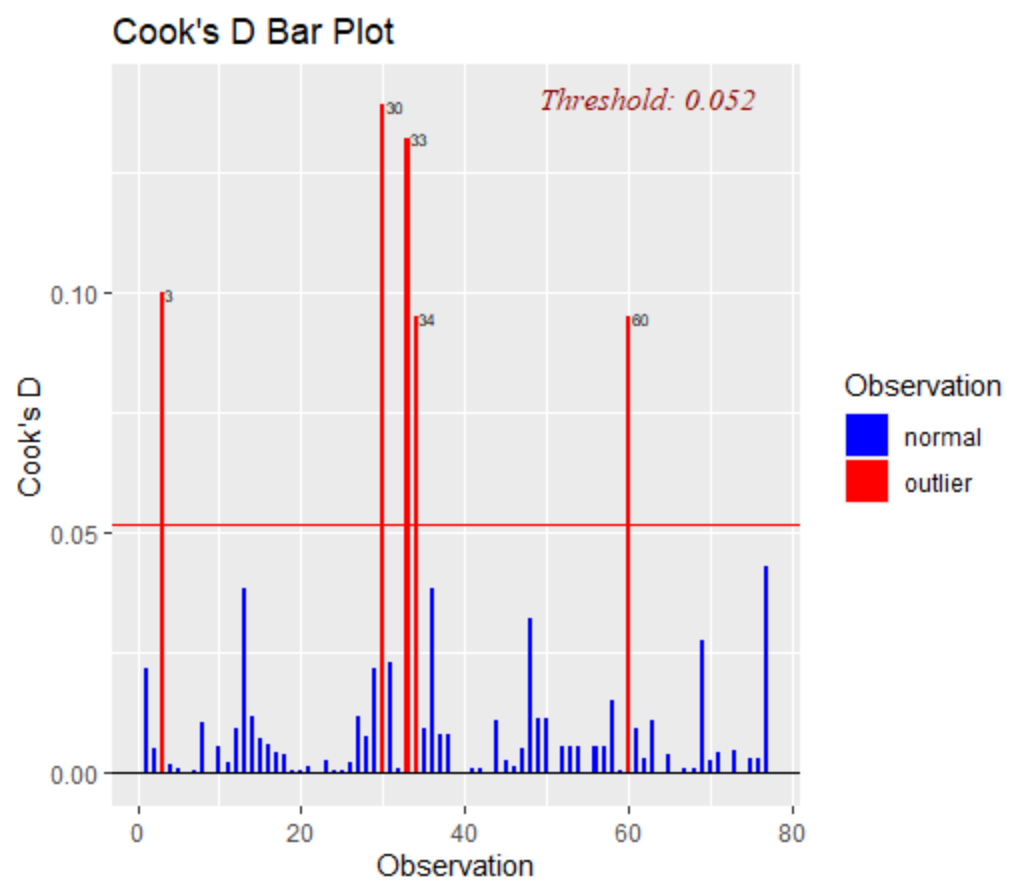 Cook's D Bar Plot
Threshold: 0.052
30
33
3
34
60
0.10
0.05
0.00
Cook's D
0
20
40
60
80
Observation
Observation
normal
outlier